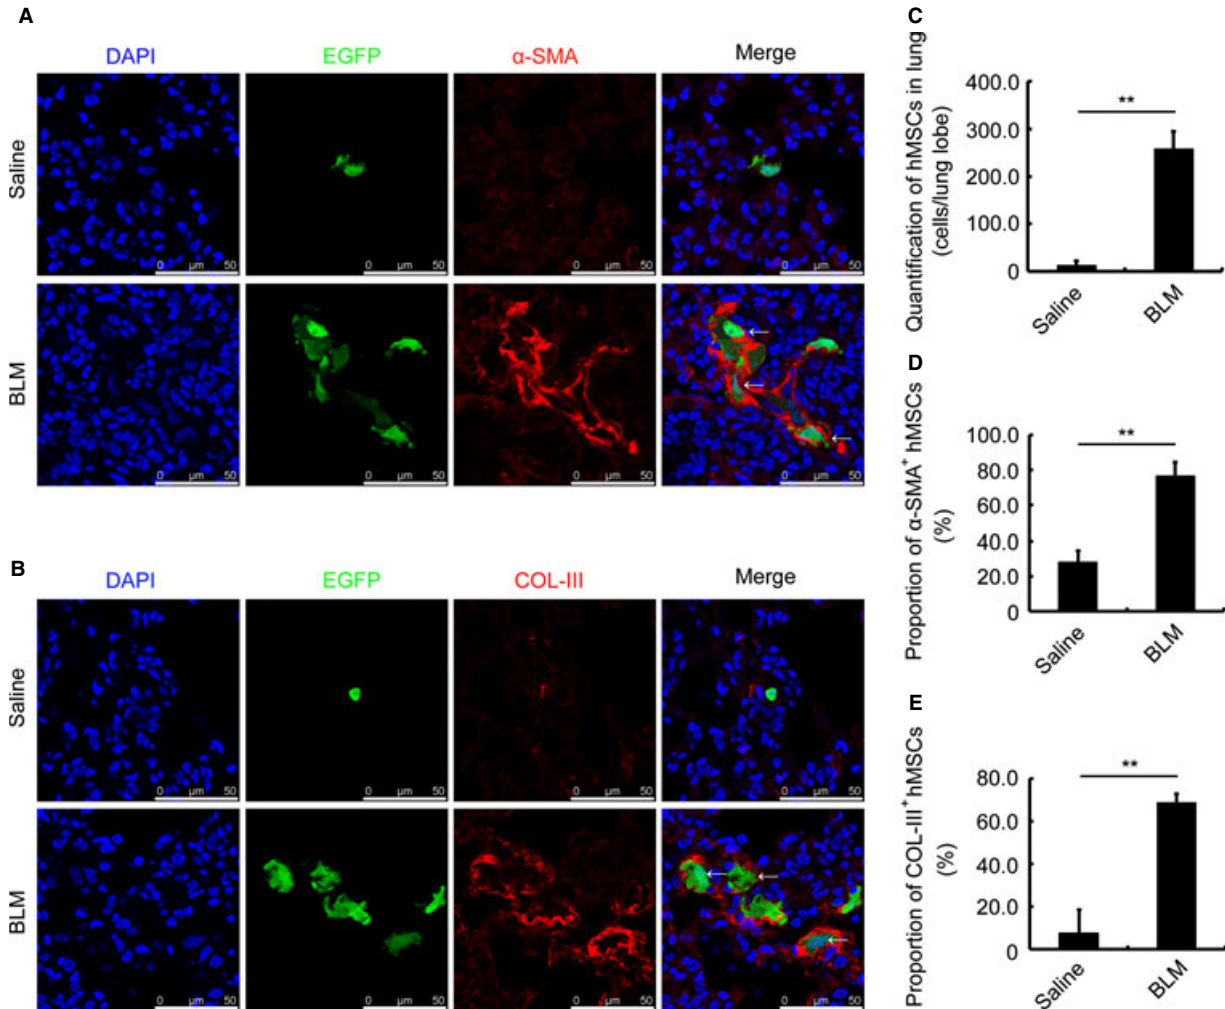 A
DAPI EGFP α-SMA Merge
Saline
0 µm 50 0 µm 50 0 µm 50 0 µm 50
BLM
0 µm 50 0 µm 50 0 µm 50 0 µm 50
B
DAPI EGFP COL-III Merge
Saline
0 µm 50 0 µm 50 0 µm 50 0 µm 50
BLM
0 µm 50 0 µm 50 0 µm 50 0 µm 50
C
Quantification of hMSCs in lung
(cells/lung lobe)
400.0
300.0
200.0
100.0
0
**
Saline BLM
D
Proportion of α-SMA⁺ hMSCs
(%)
100.0
80.0
60.0
40.0
20.0
0
**
Saline BLM
E
Proportion of COL-III⁺hMSCs
(%)
80.0
60.0
40.0
20.0
0
**
Saline BLM